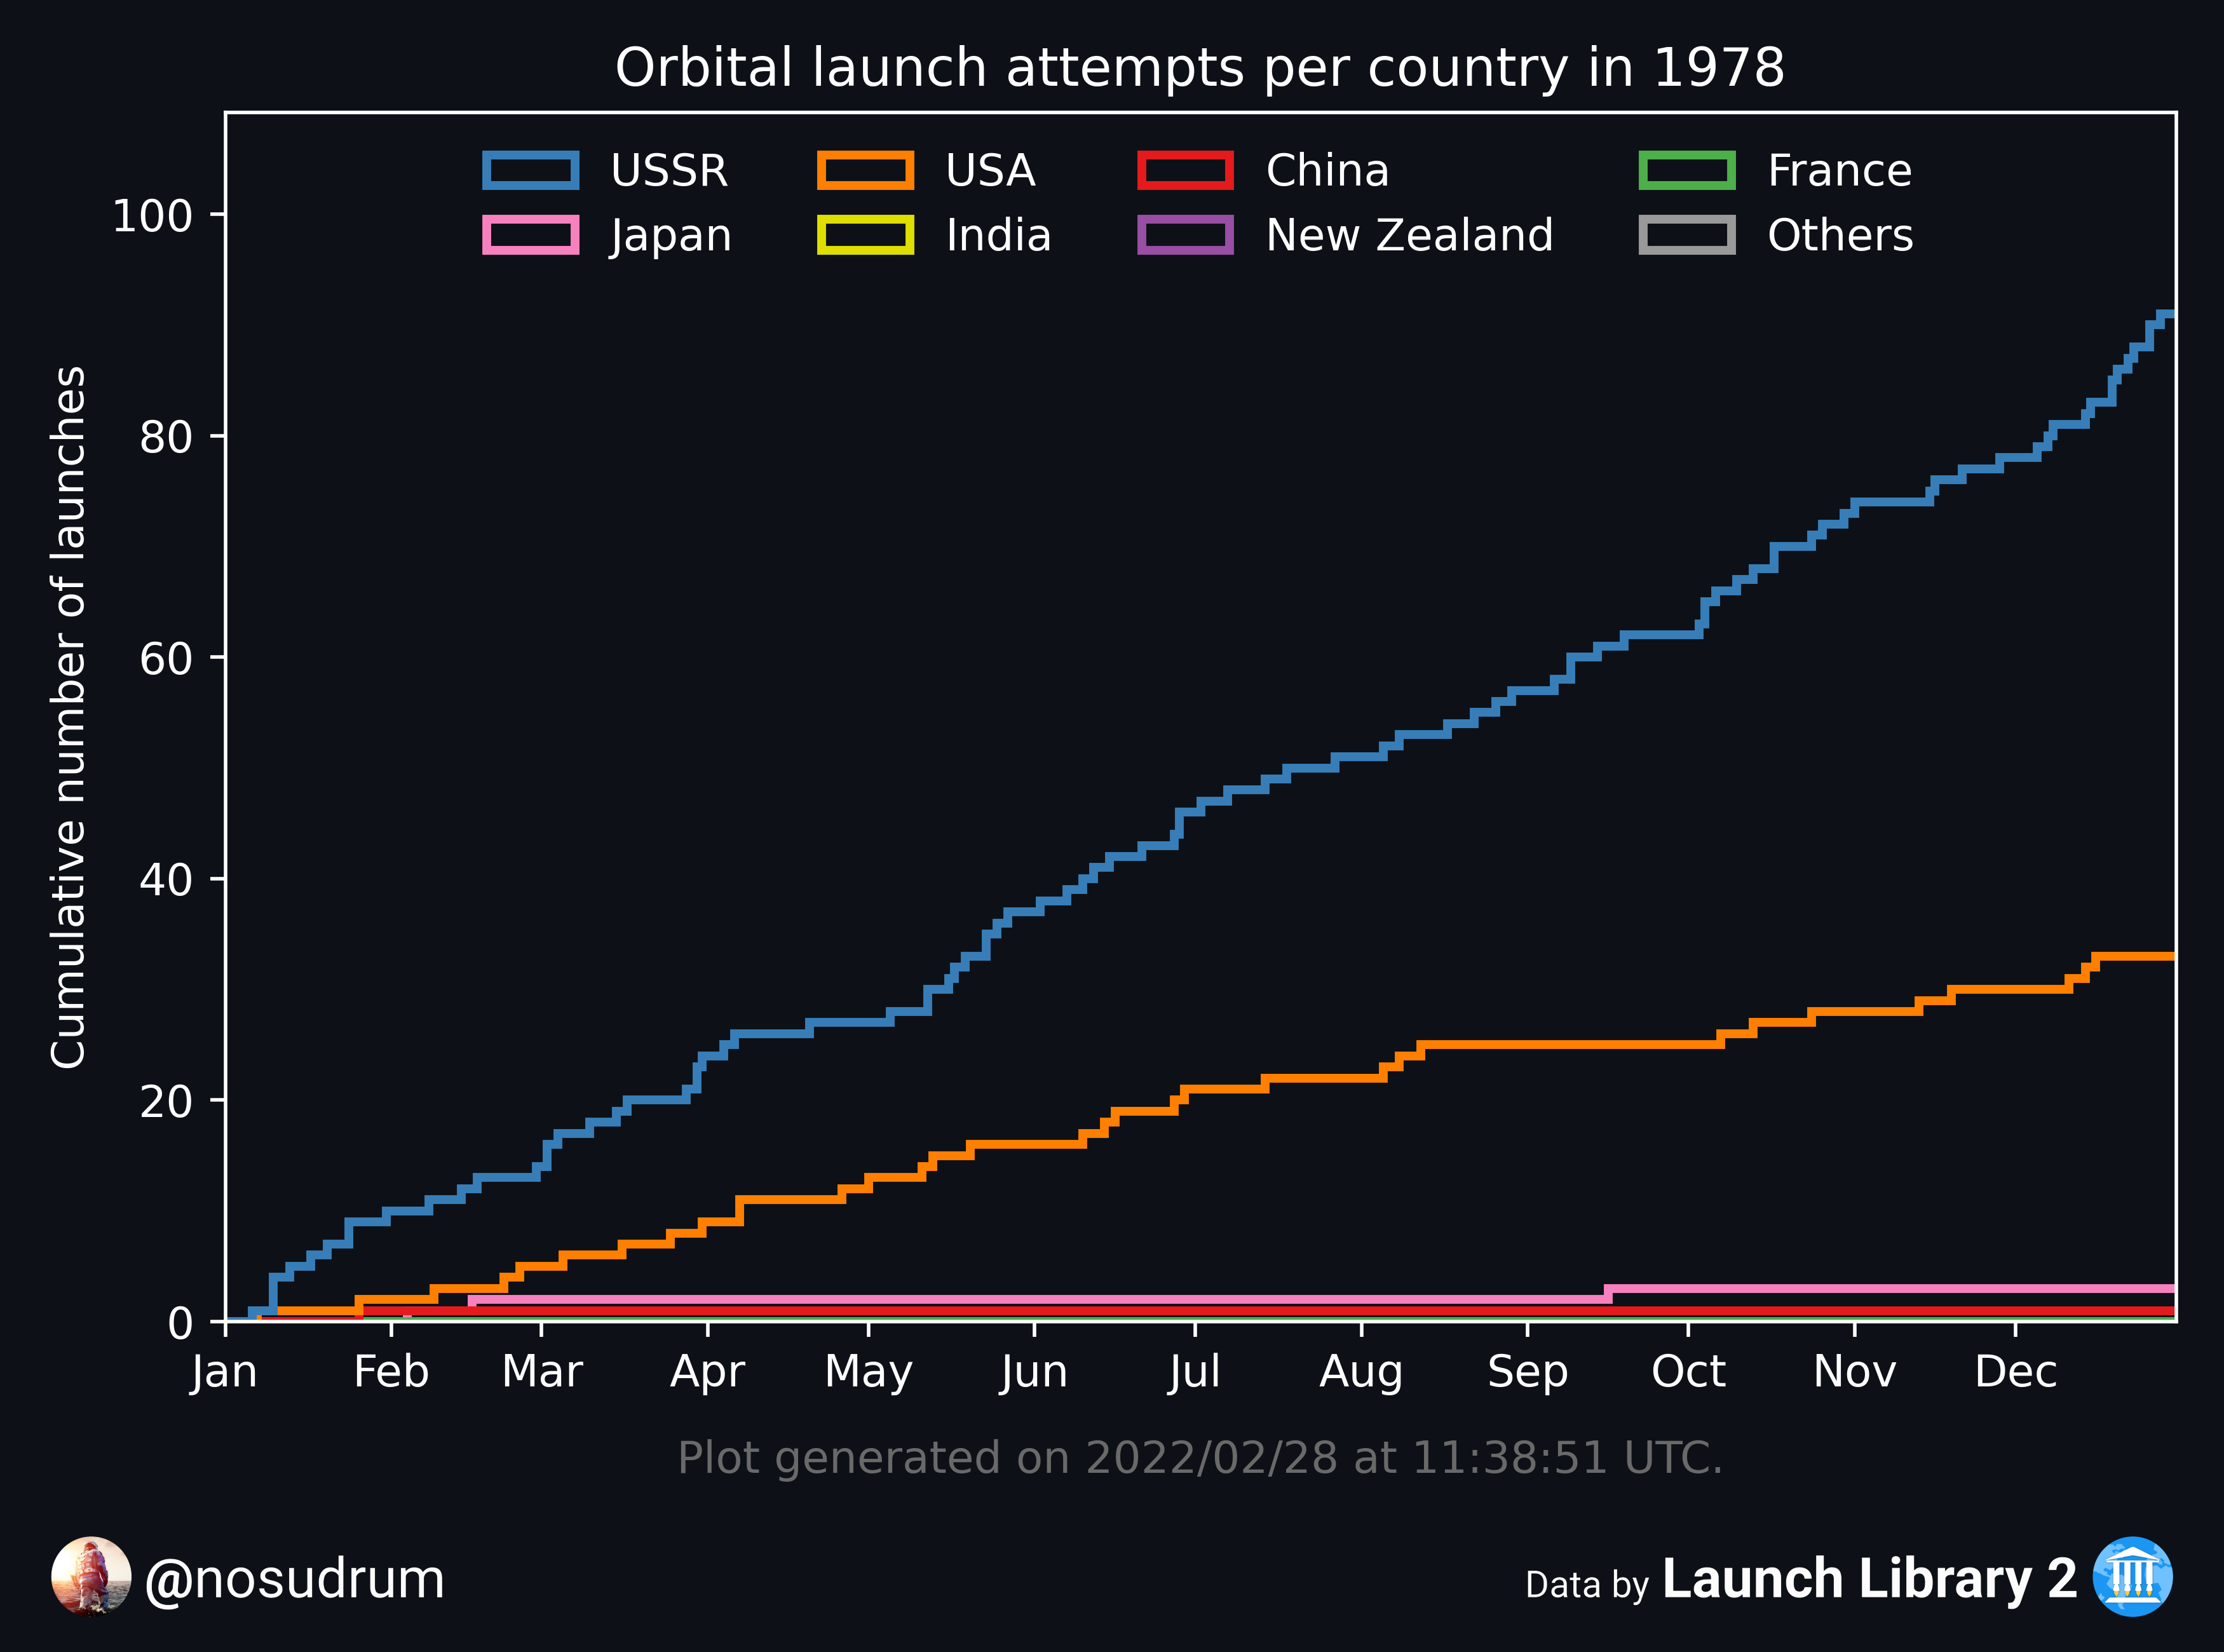 Orbital launch attempts per country in 1978
USSR USA China France
Japan India New Zealand Others
Cumulative number of launches
100
80
60
40
20
0
Jan Feb Mar Apr May Jun Jul Aug Sep Oct Nov Dec
Plot generated on 2022/02/28 at 11:38:51 UTC.
@nosudrum
Data by Launch Library 2